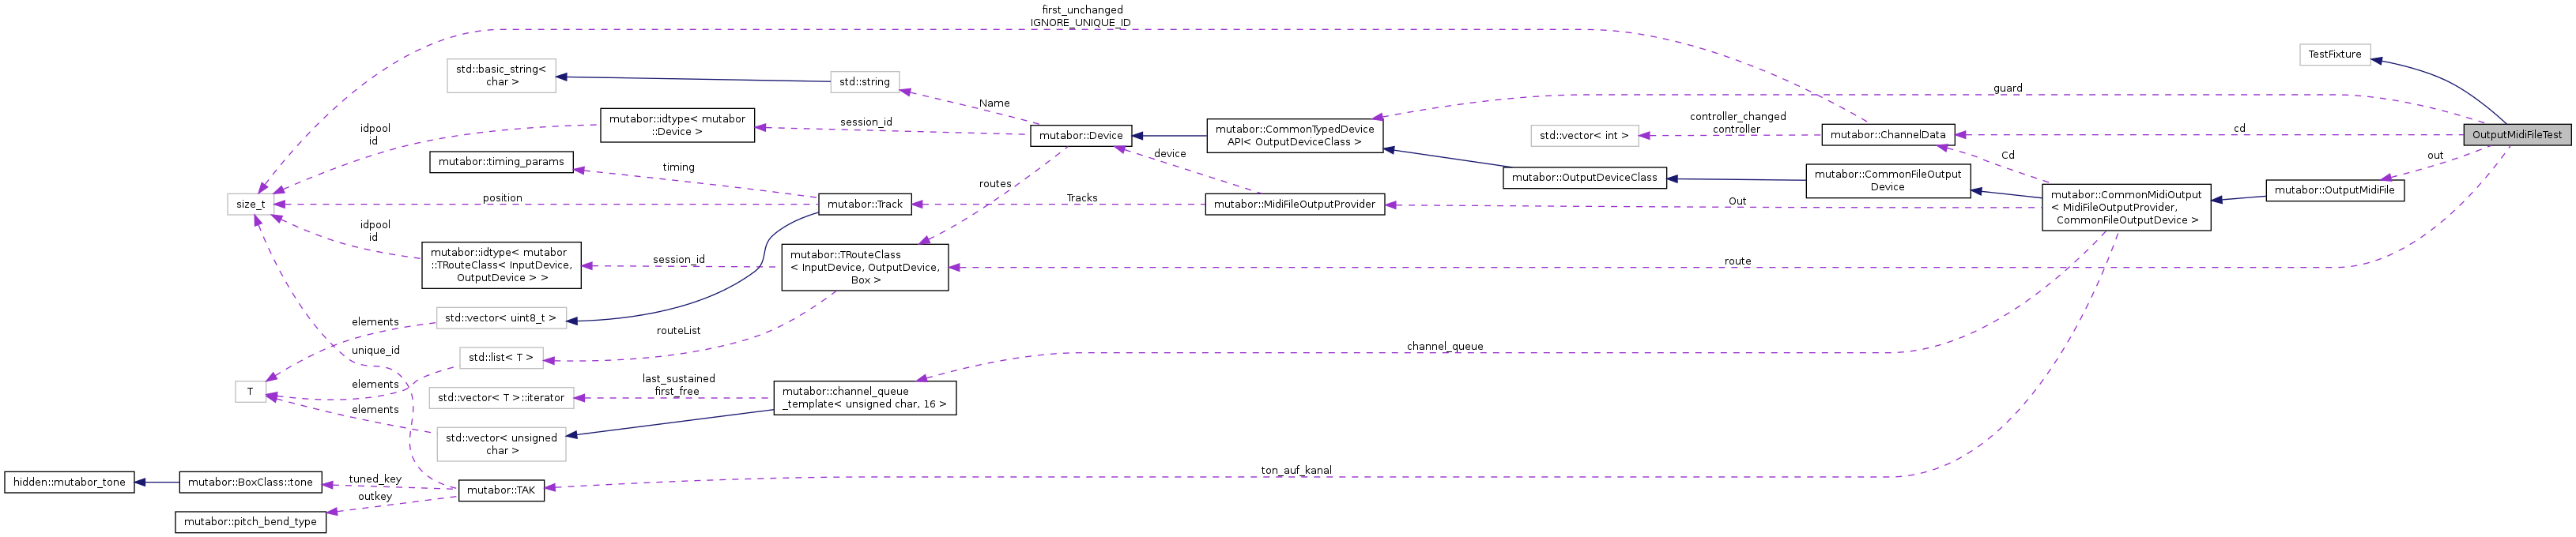 first_unchanged
IGNORE_UNIQUE_ID
TestFixture
std::basic_string<
char >
std::string
guard
Name
mutabor::idtype< mutabor
::Device >
session_id
mutabor::Device
mutabor::CommonTypedDevice
API< OutputDeviceClass >
std::vector< int >
controller_changed
controller
mutabor::ChannelData
cd
OutputMidiFileTest
idpool
id
mutabor::timing_params
timing
device
Cd
out
routes
mutabor::OutputDeviceClass
mutabor::CommonFileOutput
Device
mutabor::OutputMidiFile
size_t
position
mutabor::Track
Tracks
mutabor::MidiFileOutputProvider
Out
mutabor::CommonMidiOutput
< MidiFileOutputProvider,
CommonFileOutputDevice >
idpool
id
mutabor::idtype< mutabor
::TRouteClass< InputDevice,
OutputDevice > >
session_id
mutabor::TRouteClass
< InputDevice, OutputDevice,
Box >
route
elements
std::vector< uint8_t >
routeList
unique_id
std::list< T >
channel_queue
T
elements
elements
std::vector< T >::iterator
last_sustained
first_free
mutabor::channel_queue
_template< unsigned char, 16 >
std::vector< unsigned
char >
ton_auf_kanal
hidden::mutabor_tone
mutabor::BoxClass::tone
tuned_key
outkey
mutabor::TAK
mutabor::pitch_bend_type